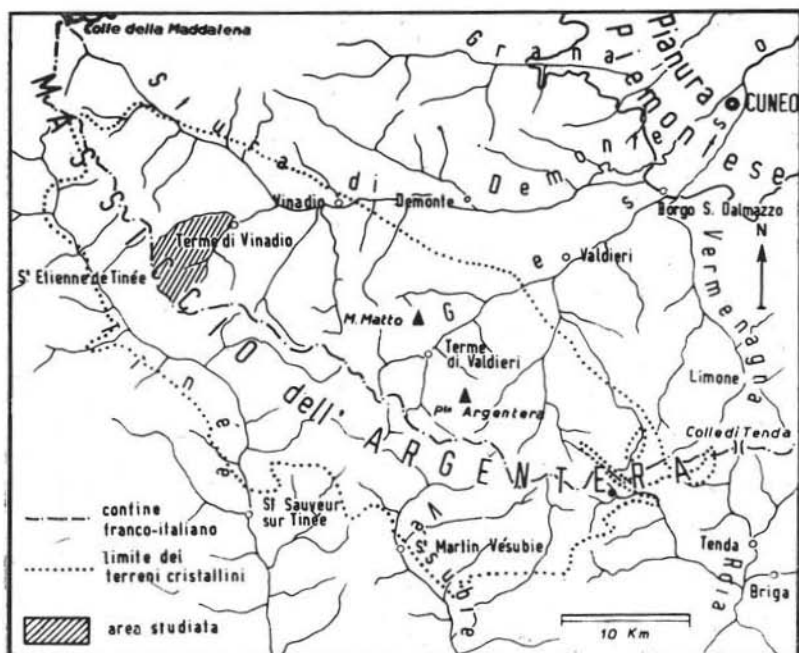 Colle della Maddalena
Grana
Pianura
Piemontese
CUNEO
Stura di Demonte
MASSICCIO dell' ARGENTERA
Vinadio
Demonte
Borgo S. Dalmazzo
N
Terme di Vinadio
Valdieri
Gesso
St Etienne de Tinée
Vermenagna
M. Matto
Terme
di Valdieri
Limone
pta Argentera
Colle di Tenda
Tinée
confine
franco-italiano
St Sauveur
sur Tinée
Vesubie
S. Martin Vésubie
Tenda
Roia
limite dei
terreni cristallini
Briga
area studiata
10 Km